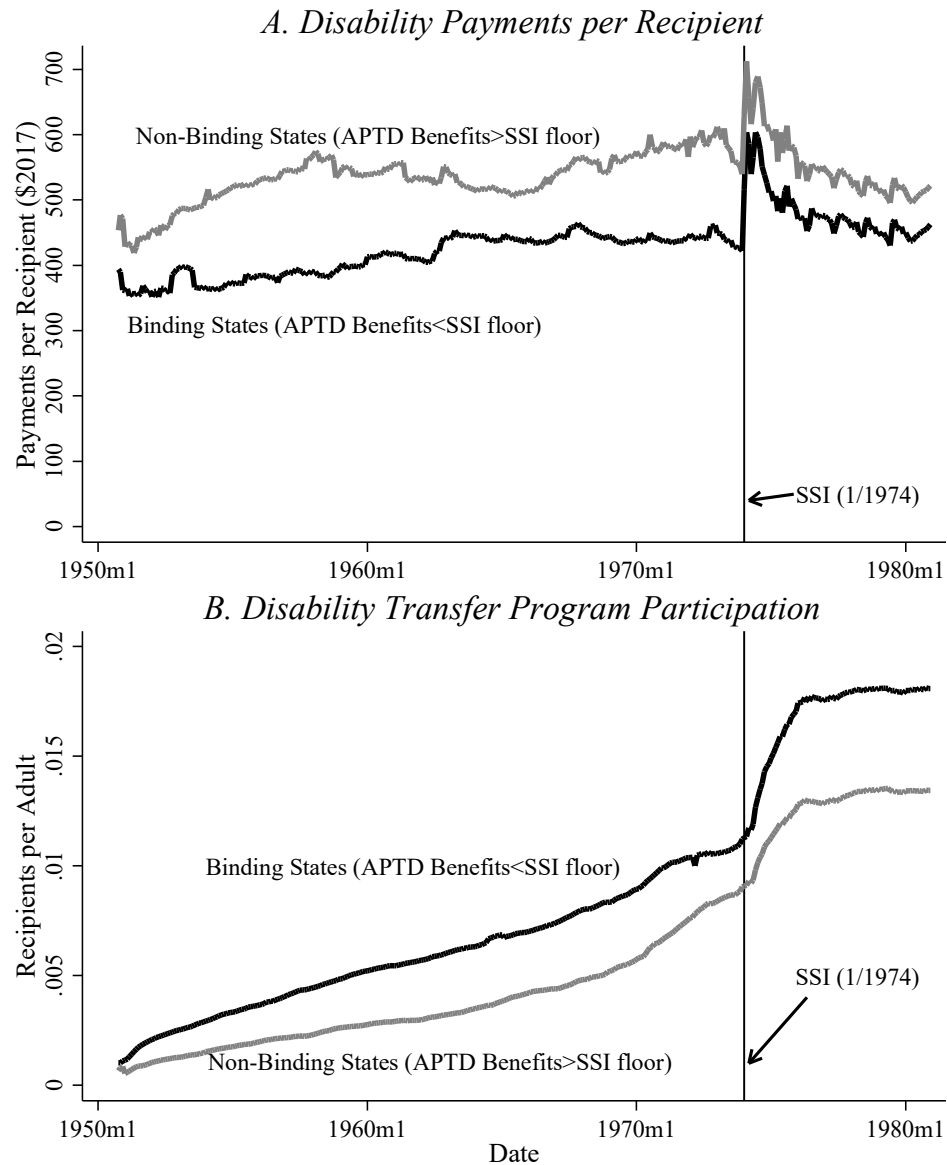 A. Disability Payments per Recipient
Payments per Recipient ($2017)
700
600
500
400
300
200
100
0
Non-Binding States (APTD Benefits>SSI floor)
Binding States (APTD Benefits<SSI floor)
SSI (1/1974)
1950m1 1960m1 1970m1 1980m1
B. Disability Transfer Program Participation
Recipients per Adult
.02
.015
.01
.005
0
Binding States (APTD Benefits<SSI floor)
SSI (1/1974)
Non-Binding States (APTD Benefits>SSI floor)
1950m1 1960m1 1970m1 1980m1
Date